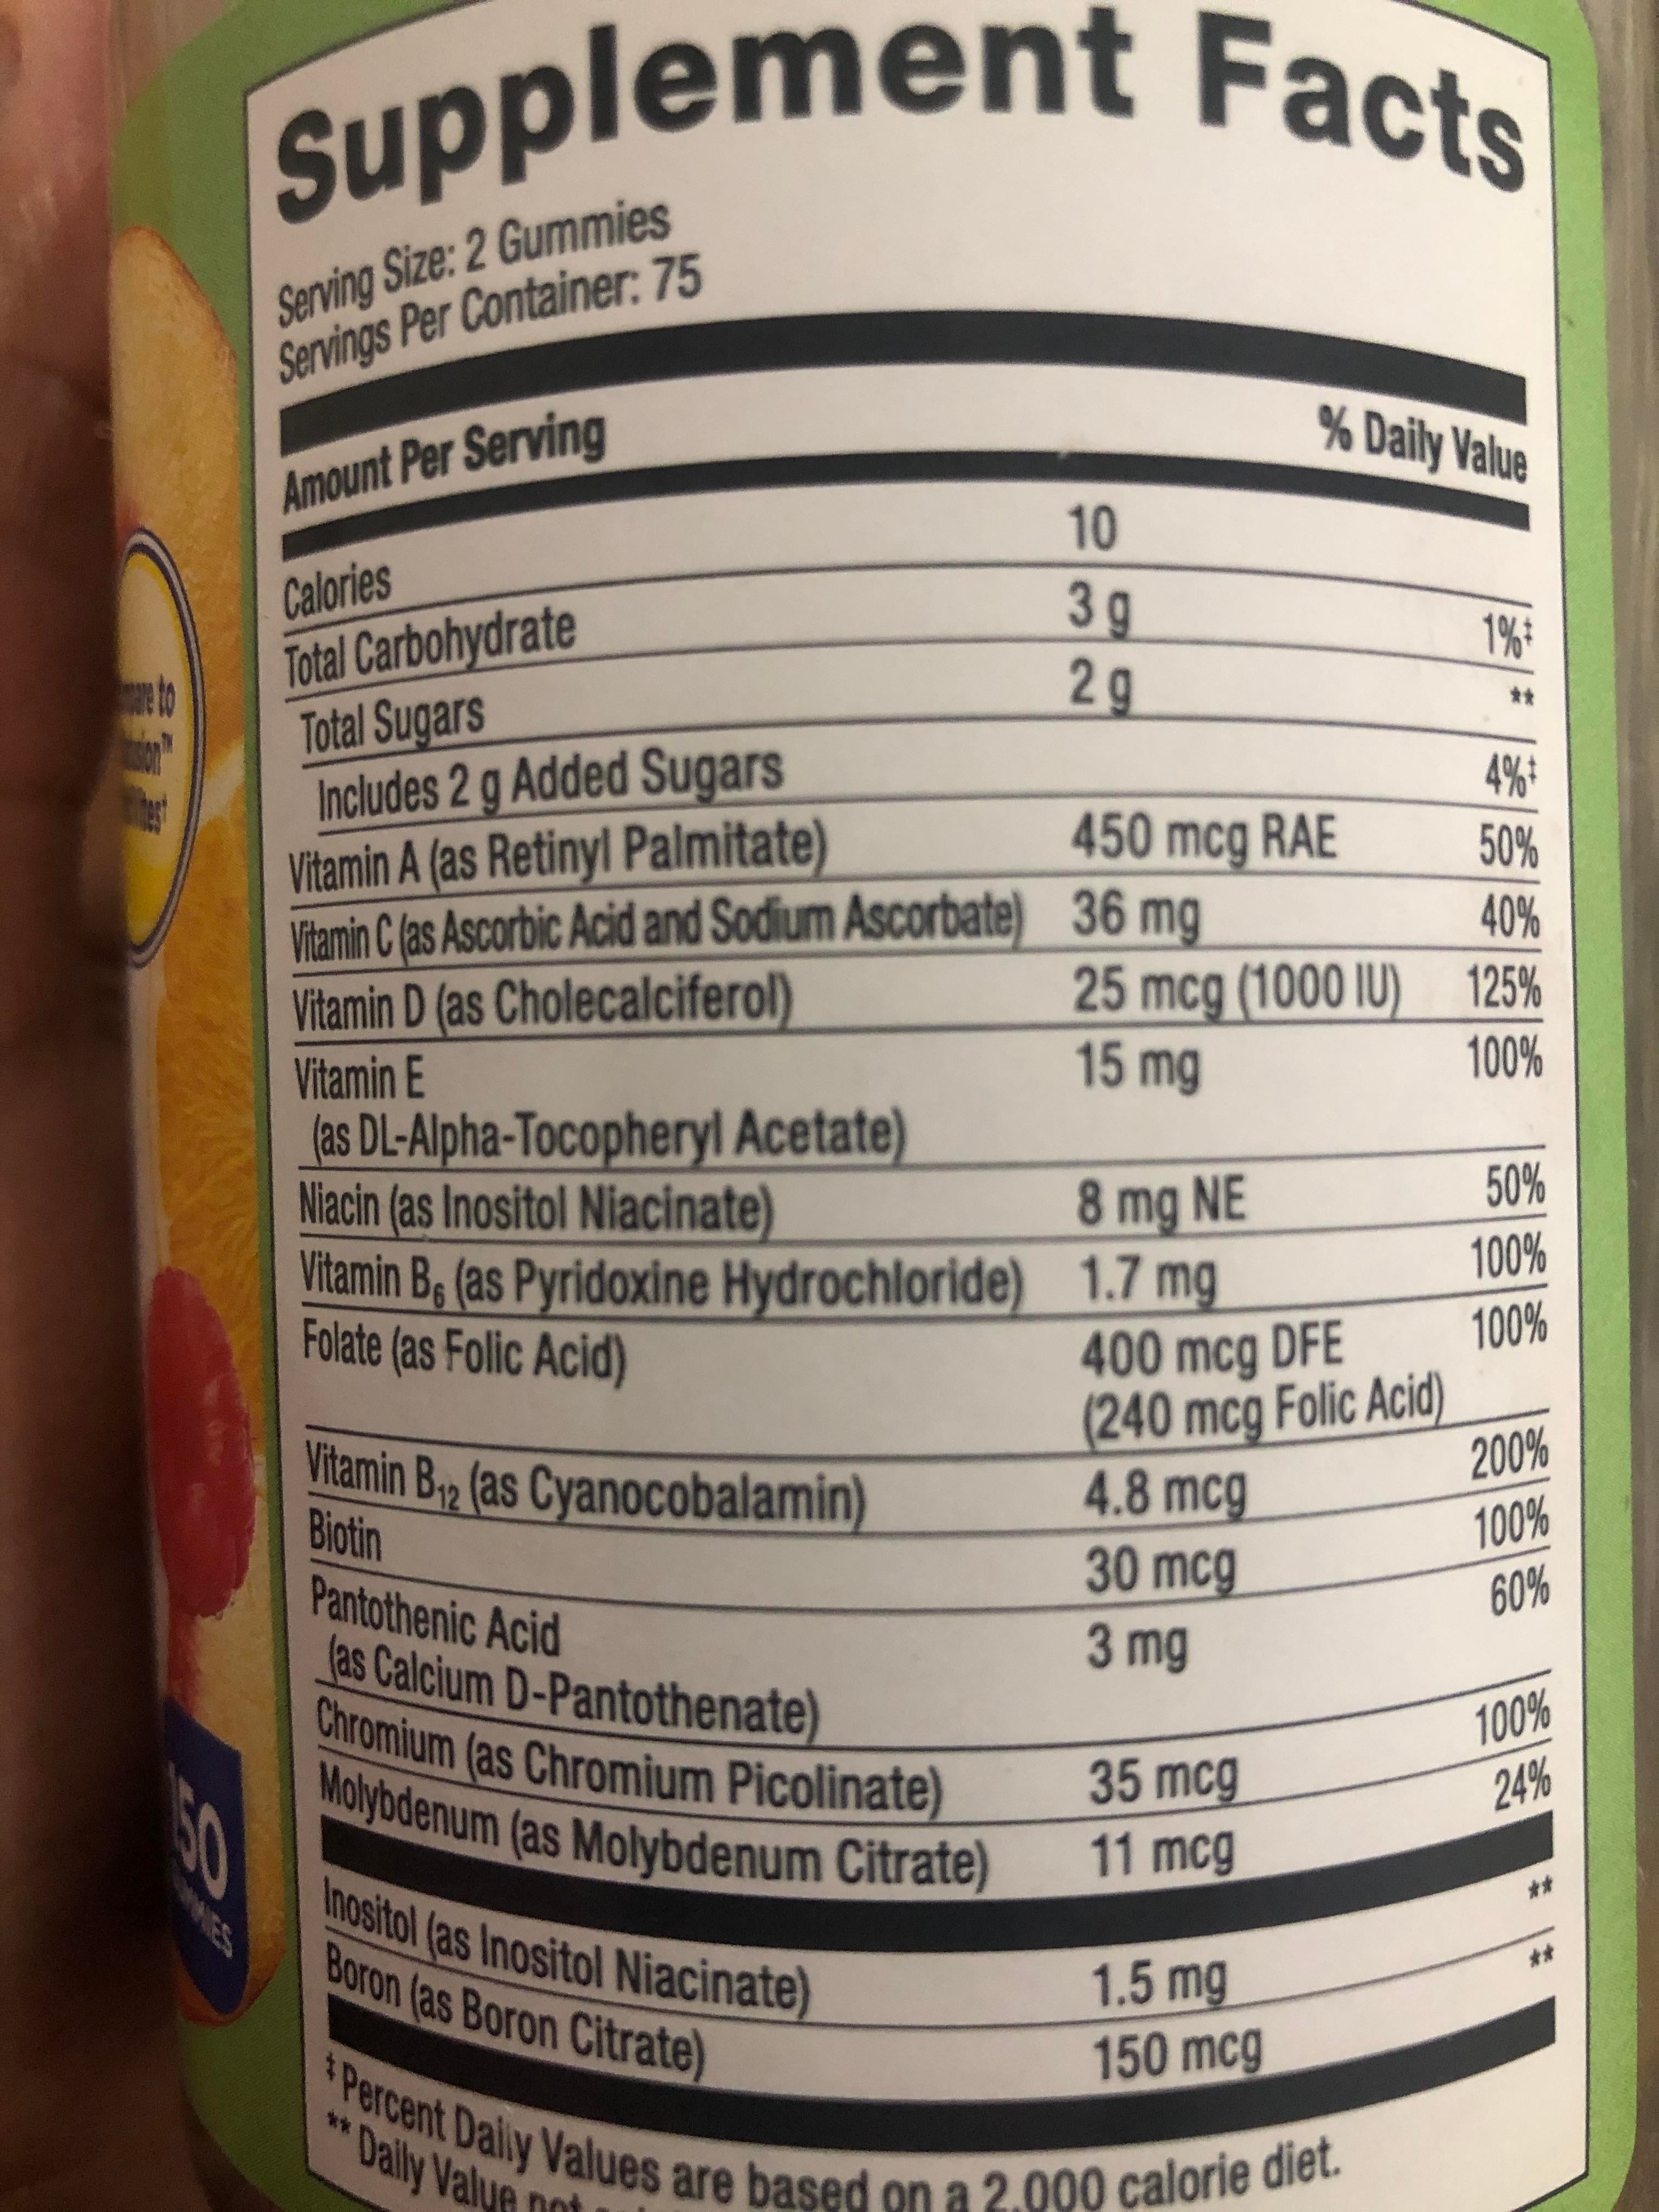 Supplement Facts
Serving Size: 2 Gummies
Servings Per Container: 75
Amount Per Serving % Daily Value
Calories 10
Total Carbohydrate 3 g 1%‡
Total Sugars 2 g **
Includes 2 g Added Sugars 4%‡
Vitamin A (as Retinyl Palmitate) 450 mcg RAE 50%
Vitamin C (as Ascorbic Acid and Sodium Ascorbate) 36 mg 40%
Vitamin D (as Cholecalciferol) 25 mcg (1000 IU) 125%
Vitamin E 15 mg 100%
(as DL-Alpha-Tocopheryl Acetate)
Niacin (as Inositol Niacinate) 8 mg NE 50%
Vitamin B₆ (as Pyridoxine Hydrochloride) 1.7 mg 100%
Folate (as Folic Acid) 400 mcg DFE 100%
(240 mcg Folic Acid)
Vitamin B₁₂ (as Cyanocobalamin) 4.8 mcg 200%
Biotin 30 mcg 100%
Pantothenic Acid 3 mg 60%
(as Calcium D-Pantothenate)
Chromium (as Chromium Picolinate) 35 mcg 100%
Molybdenum (as Molybdenum Citrate) 11 mcg 24%
Inositol (as Inositol Niacinate) 1.5 mg **
Boron (as Boron Citrate) 150 mcg **
‡ Percent Daily Values are based on a 2,000 calorie diet.
** Daily Value not
to
50